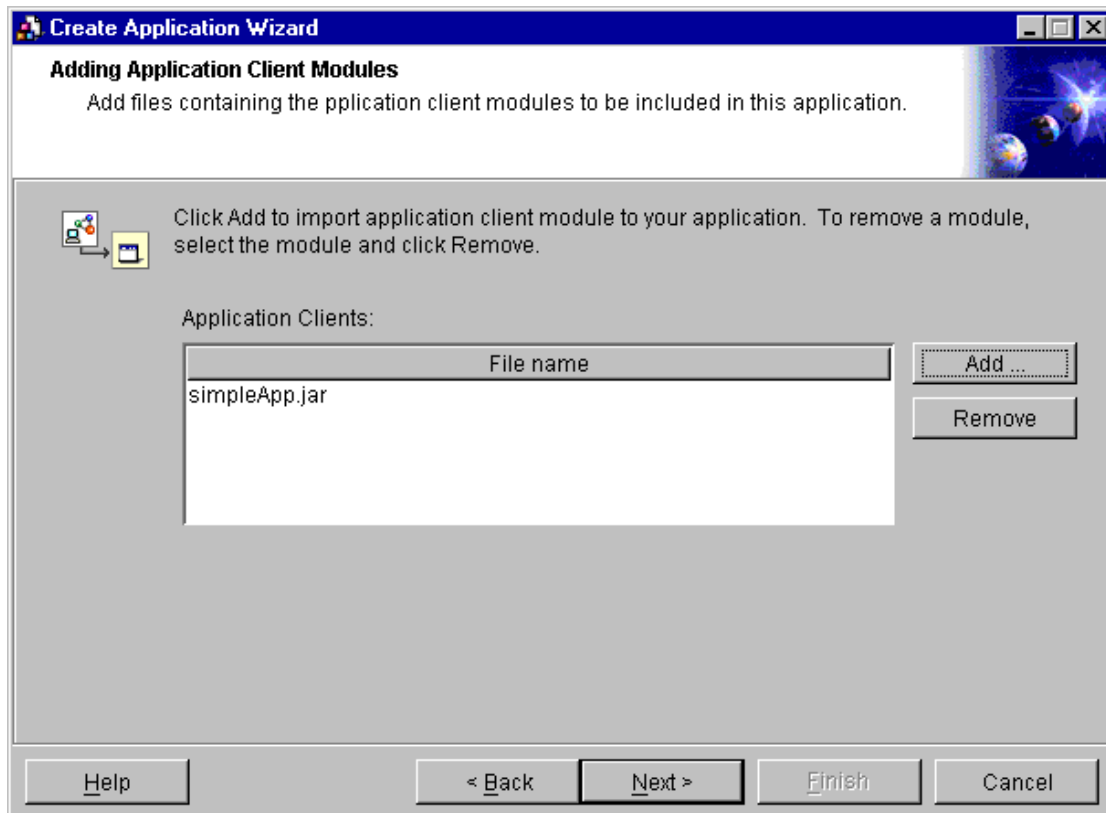 Create Application Wizard
Adding Application Client Modules
Add files containing the pplication client modules to be included in this application.
Click Add to import application client module to your application. To remove a module,
select the module and click Remove.
Application Clients:
File name
Add ...
simpleApp.jar
Remove
Help
< Back
Next >
Finish
Cancel